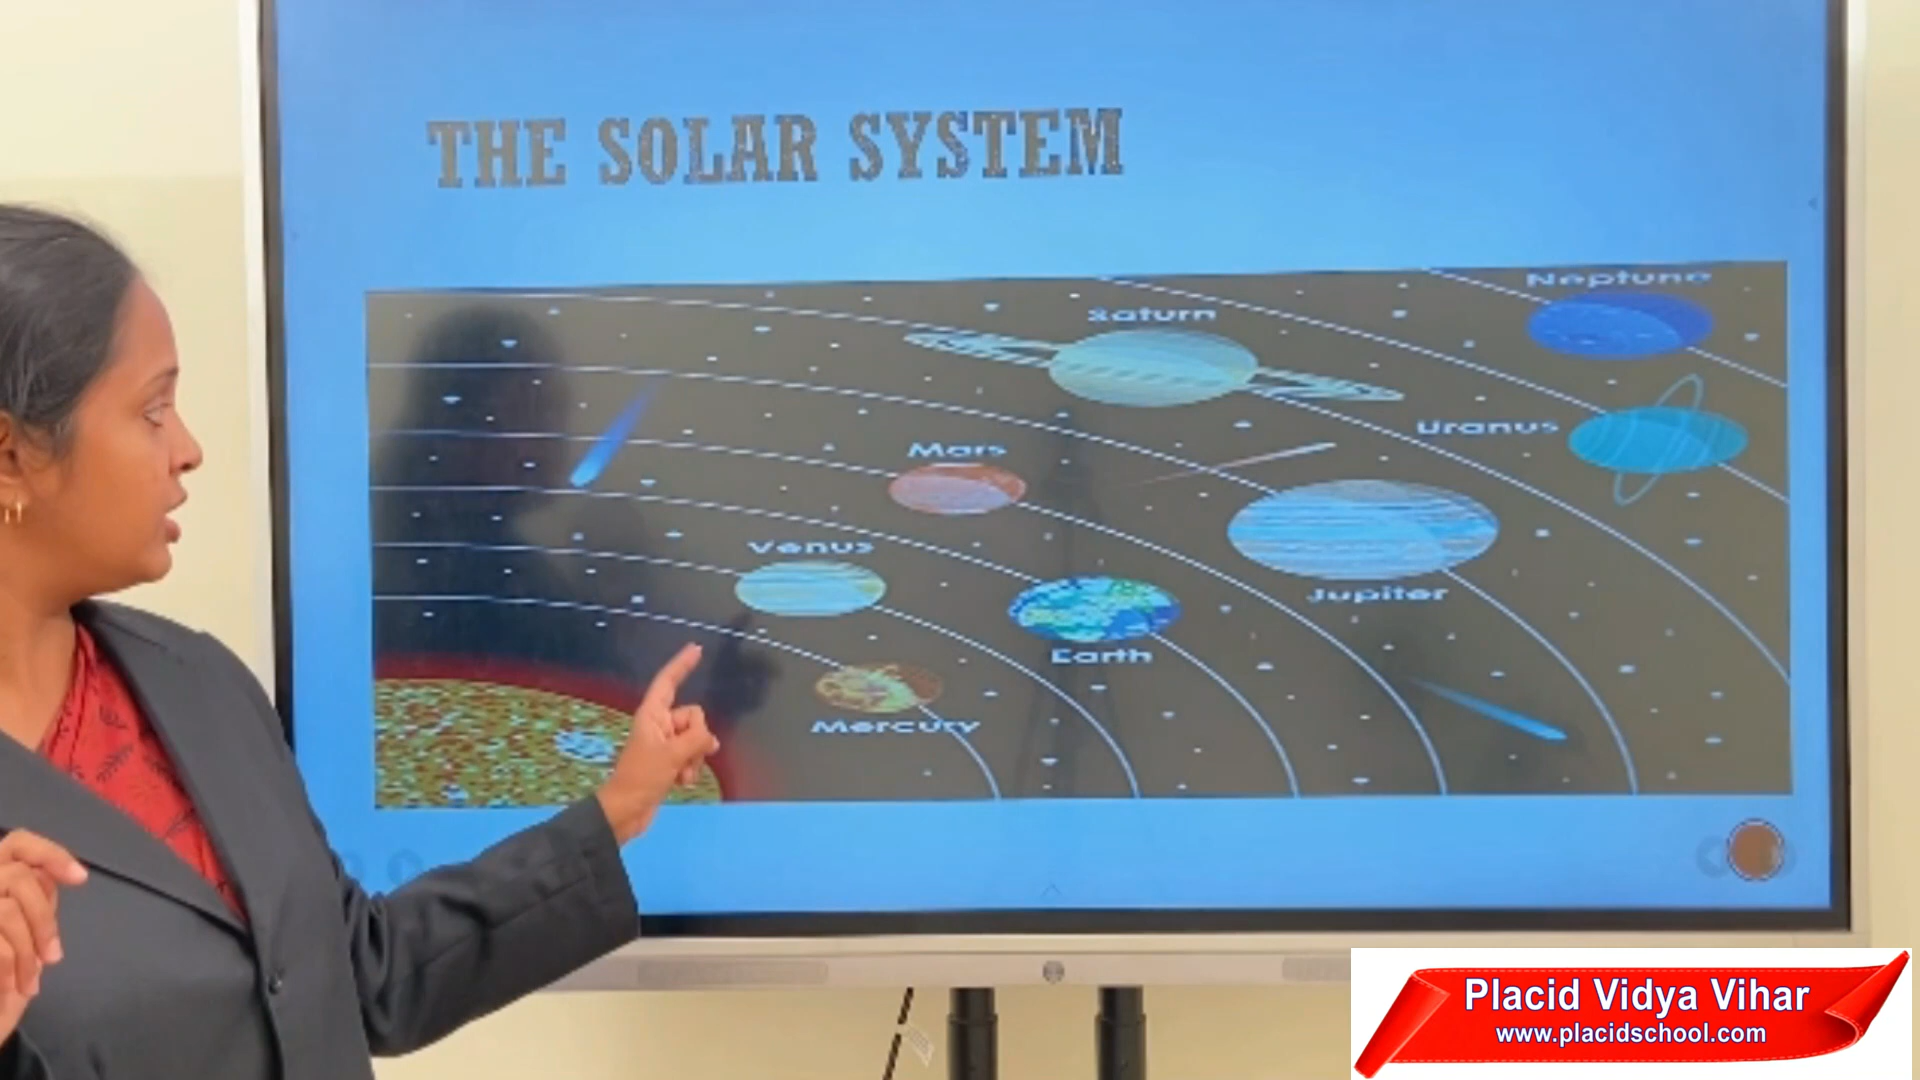 THE SOLAR SYSTEM
Neptune
Saturn
Uranus
Mars
Venus
Jupiter
Earth
Mercury
Placid Vidya Vihar
www.placidschool.com